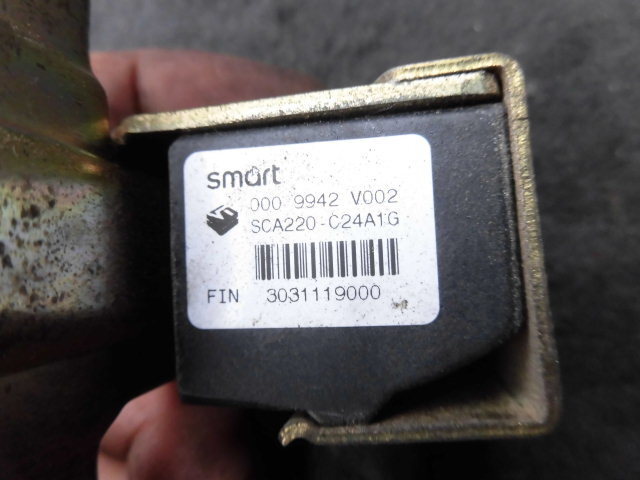 smart
000 9942 V002
SCA220-C24A1G
FIN 3031119000